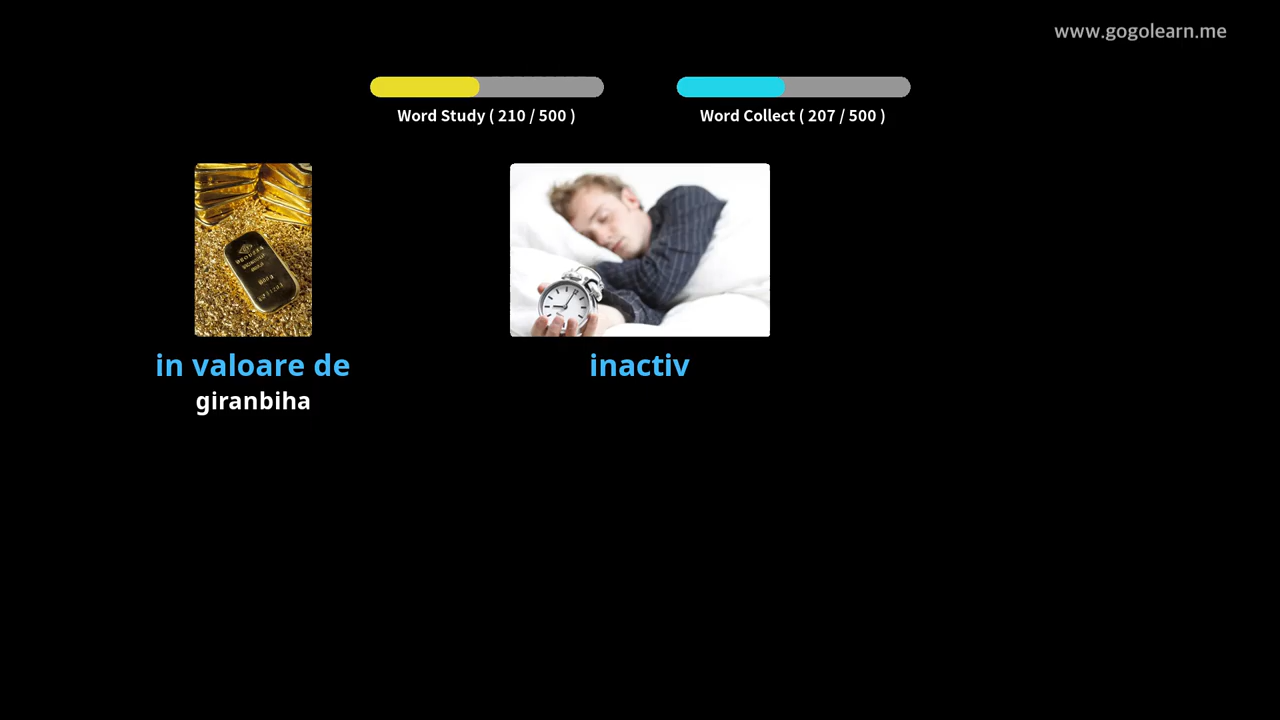 www.gogolearn.me
Word Study ( 210 / 500 )
Word Collect ( 207 / 500 )
in valoare de
giranbiha
inactiv